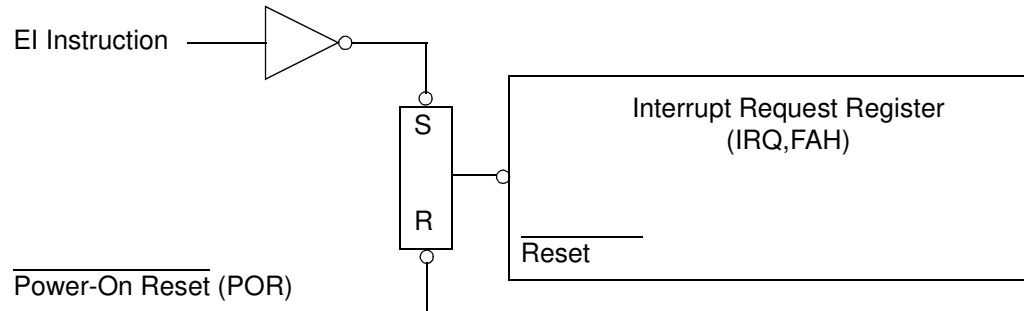 EI Instruction
S
Interrupt Request Register
(IRQ,FAH)
R
Reset
Power-On Reset (POR)